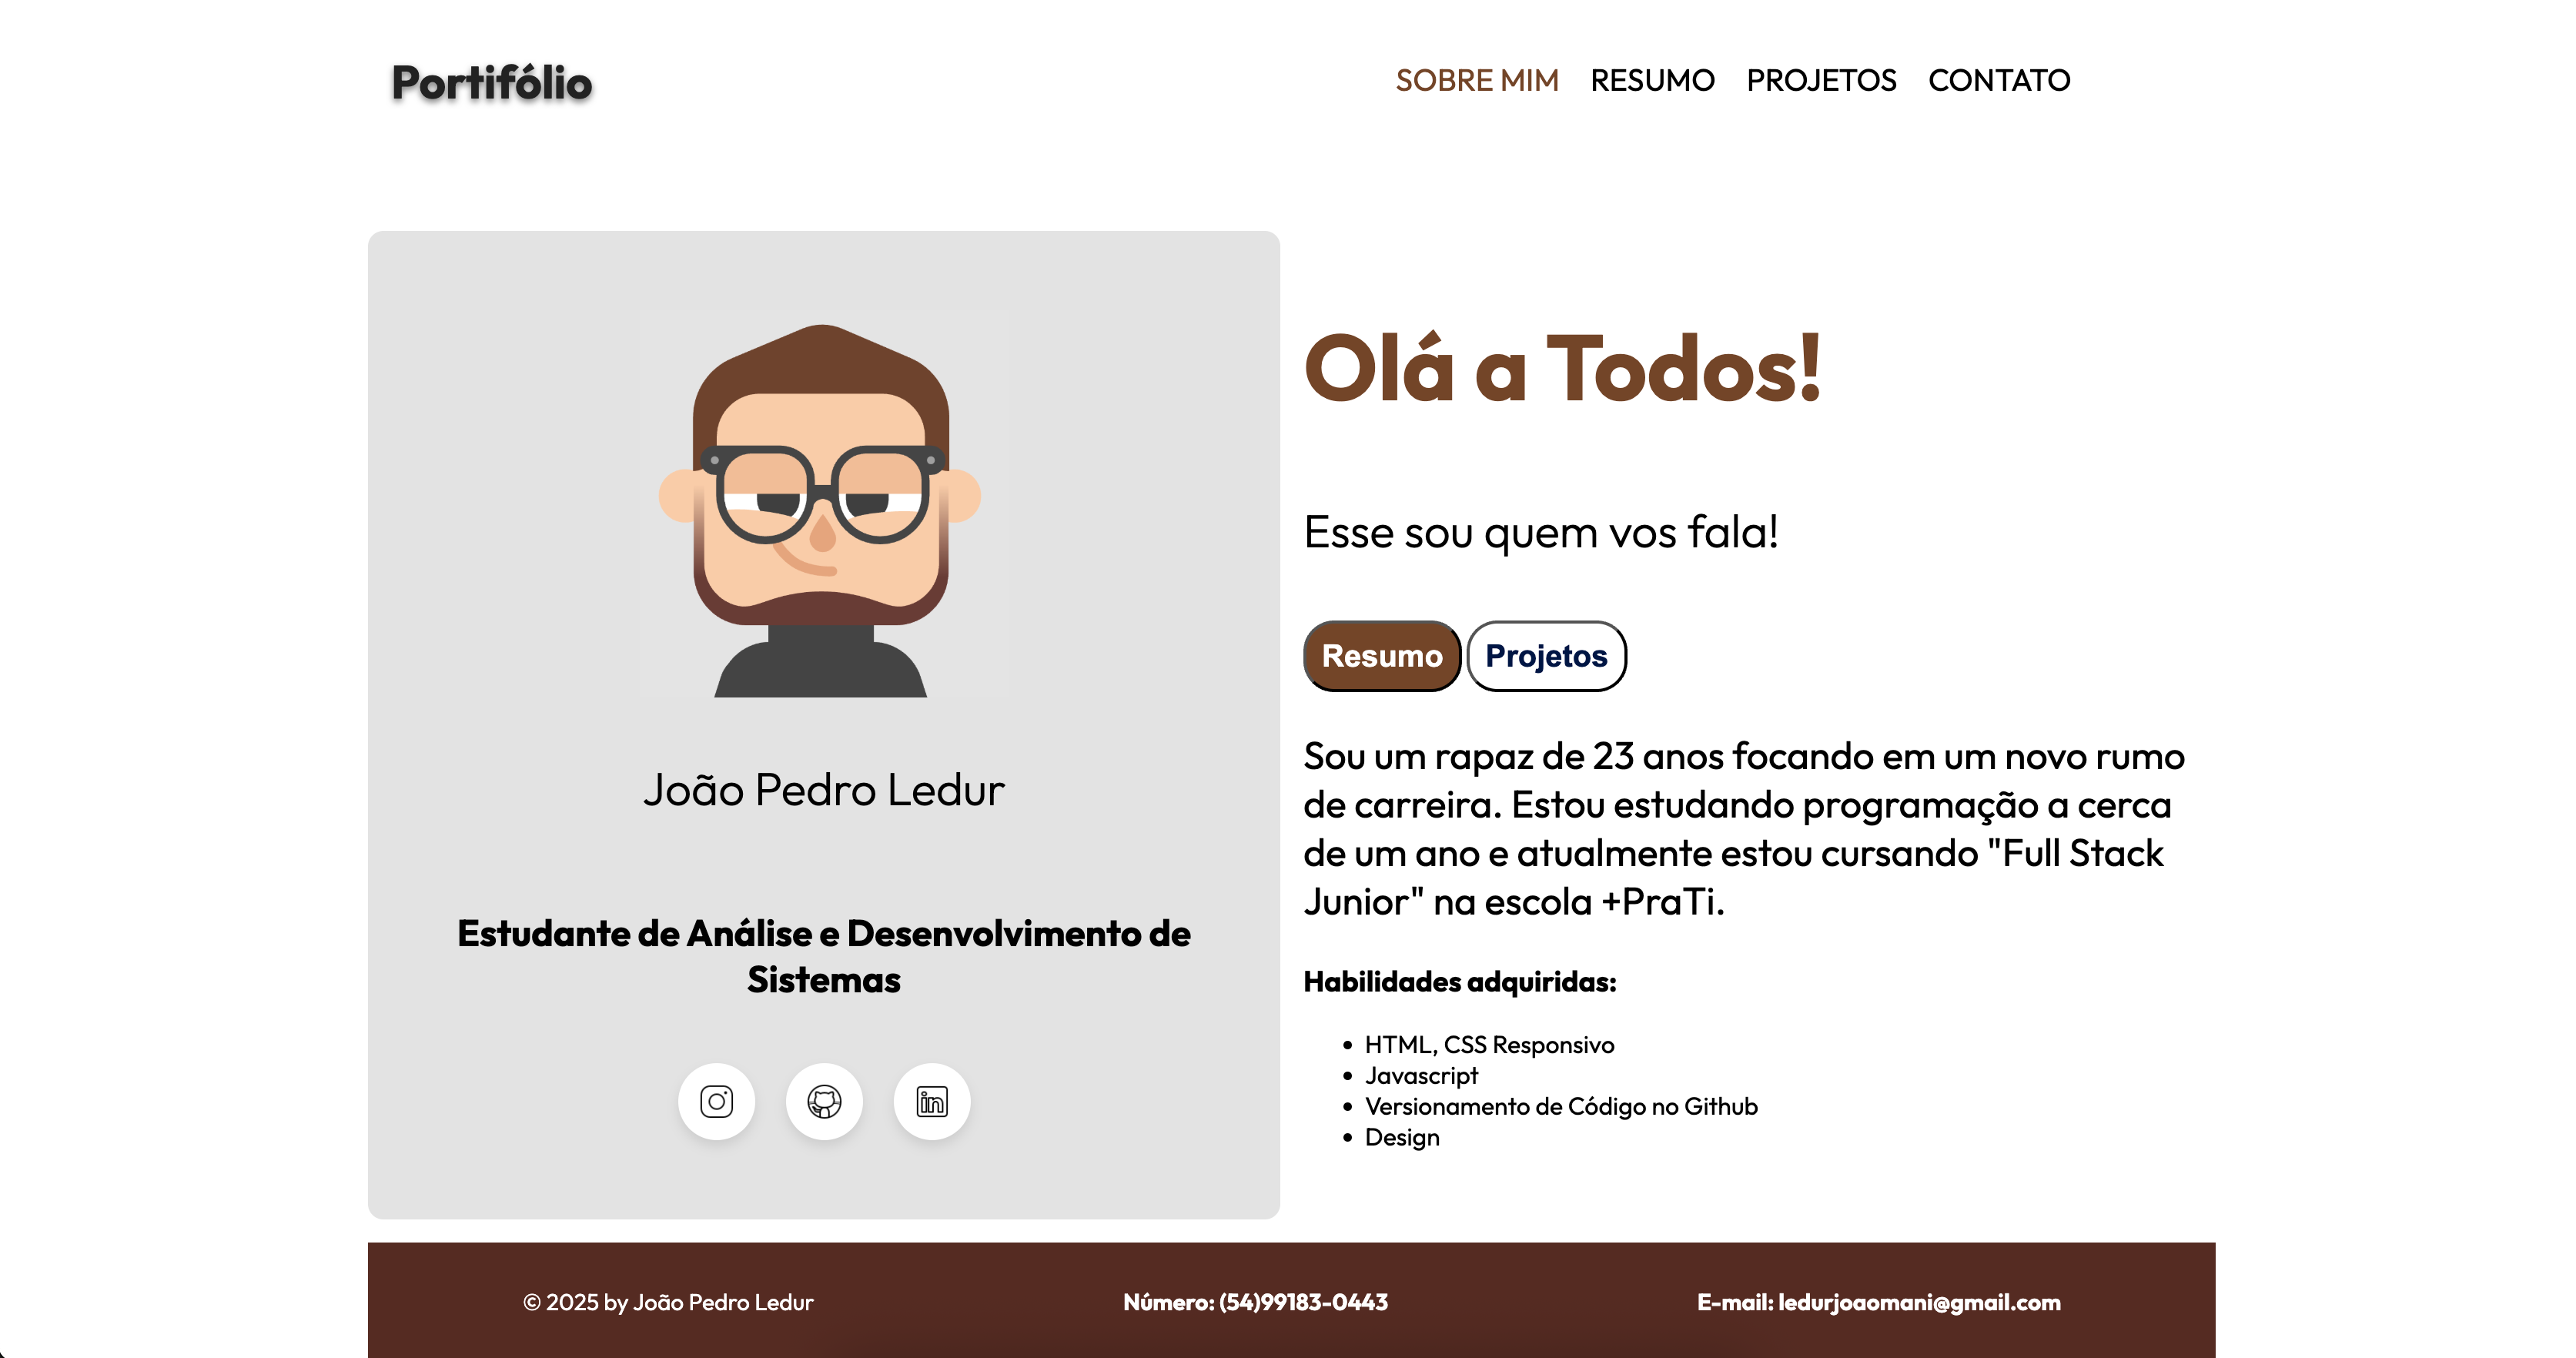 Portifólio
SOBRE MIM RESUMO PROJETOS CONTATO
João Pedro Ledur
Estudante de Análise e Desenvolvimento de
Sistemas
Olá a Todos!
Esse sou quem vos fala!
Resumo Projetos
Sou um rapaz de 23 anos focando em um novo rumo
de carreira. Estou estudando programação a cerca
de um ano e atualmente estou cursando "Full Stack
Junior" na escola +PraTi.
Habilidades adquiridas:
• HTML, CSS Responsivo
• Javascript
• Versionamento de Código no Github
• Design
© 2025 by João Pedro Ledur
Número: (54)99183-0443
E-mail: ledurjoaomani@gmail.com